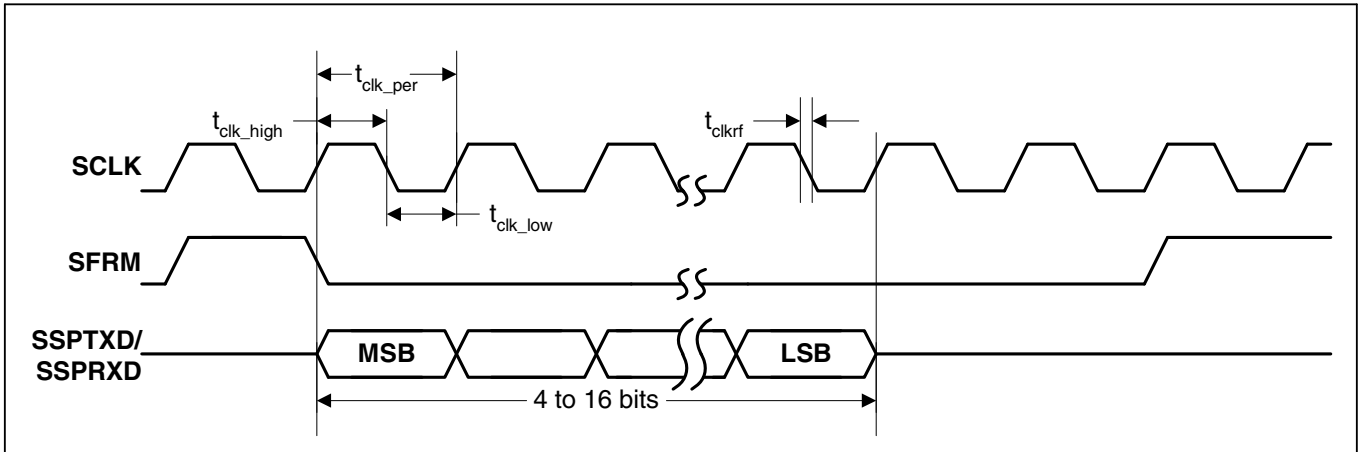 t_clk_per
t_clk_high
t_clkrf
SCLK
t_clk_low
SFRM
SSPTXD/
SSPRXD
MSB
LSB
4 to 16 bits